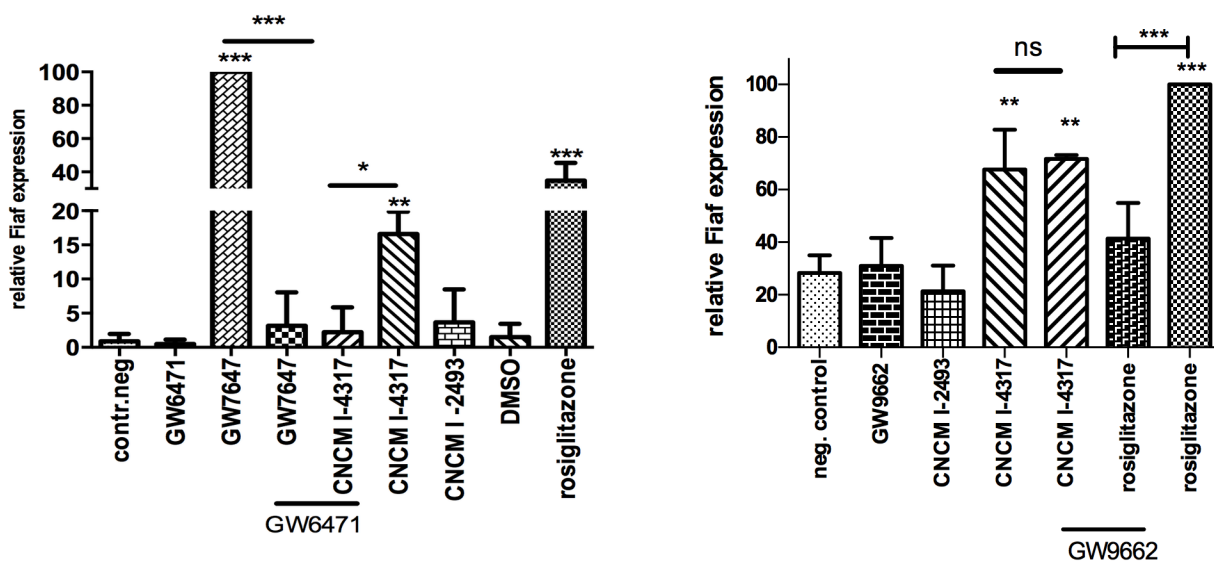 ***
***
100
80
60
40
20
15
10
5
0
relative Fiaf expression
*
**
***
contr.neg
GW6471
GW7647
GW7647
CNCM I-4317
CNCM I-4317
CNCM I -2493
DMSO
rosiglitazone
GW6471
ns
***
***
**
**
100
80
60
40
20
0
relative Fiaf expression
neg. control
GW9662
CNCM I-2493
CNCM I-4317
CNCM I-4317
rosiglitazone
rosiglitazone
GW9662